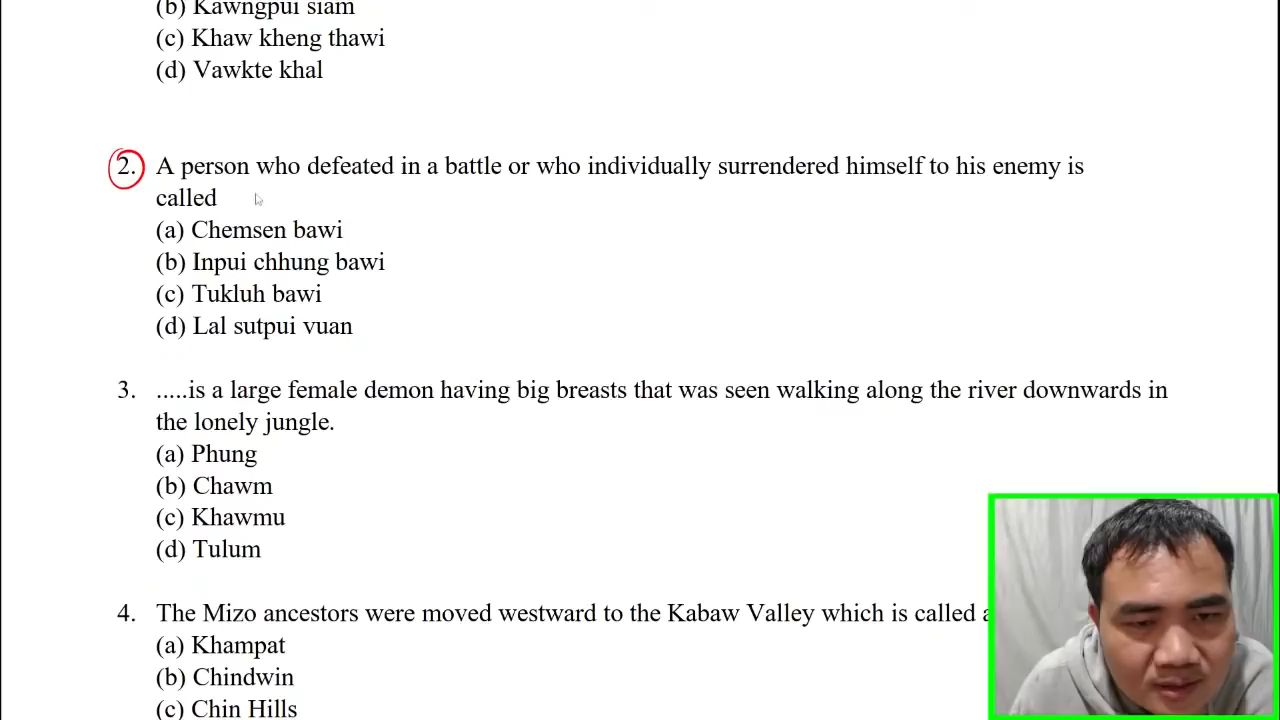 (b) Kawngpui siam
(c) Khaw kheng thawi
(d) Vawkte khal
2. A person who defeated in a battle or who individually surrendered himself to his enemy is
called
(a) Chemsen bawi
(b) Inpui chhung bawi
(c) Tukluh bawi
(d) Lal sutpui vuan
3. .....is a large female demon having big breasts that was seen walking along the river downwards in
the lonely jungle.
(a) Phung
(b) Chawm
(c) Khawmu
(d) Tulum
4. The Mizo ancestors were moved westward to the Kabaw Valley which is called
(a) Khampat
(b) Chindwin
(c) Chin Hills